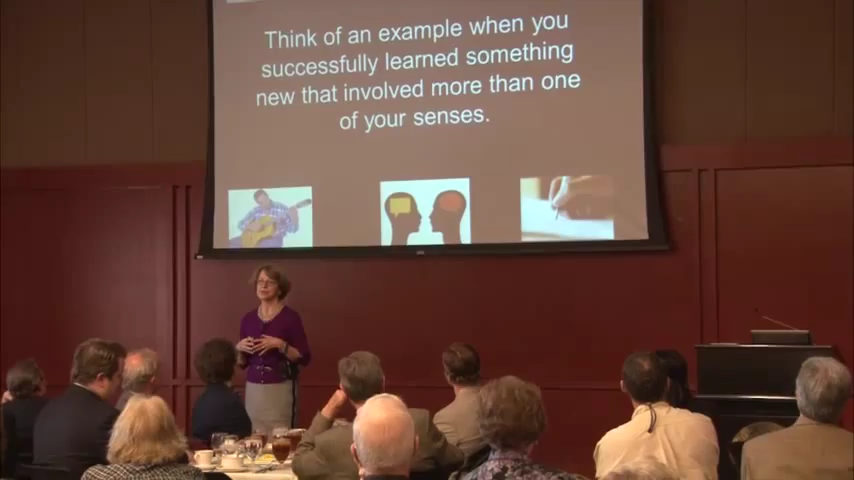 Think of an example when you
successfully learned something
new that involved more than one
of your senses.